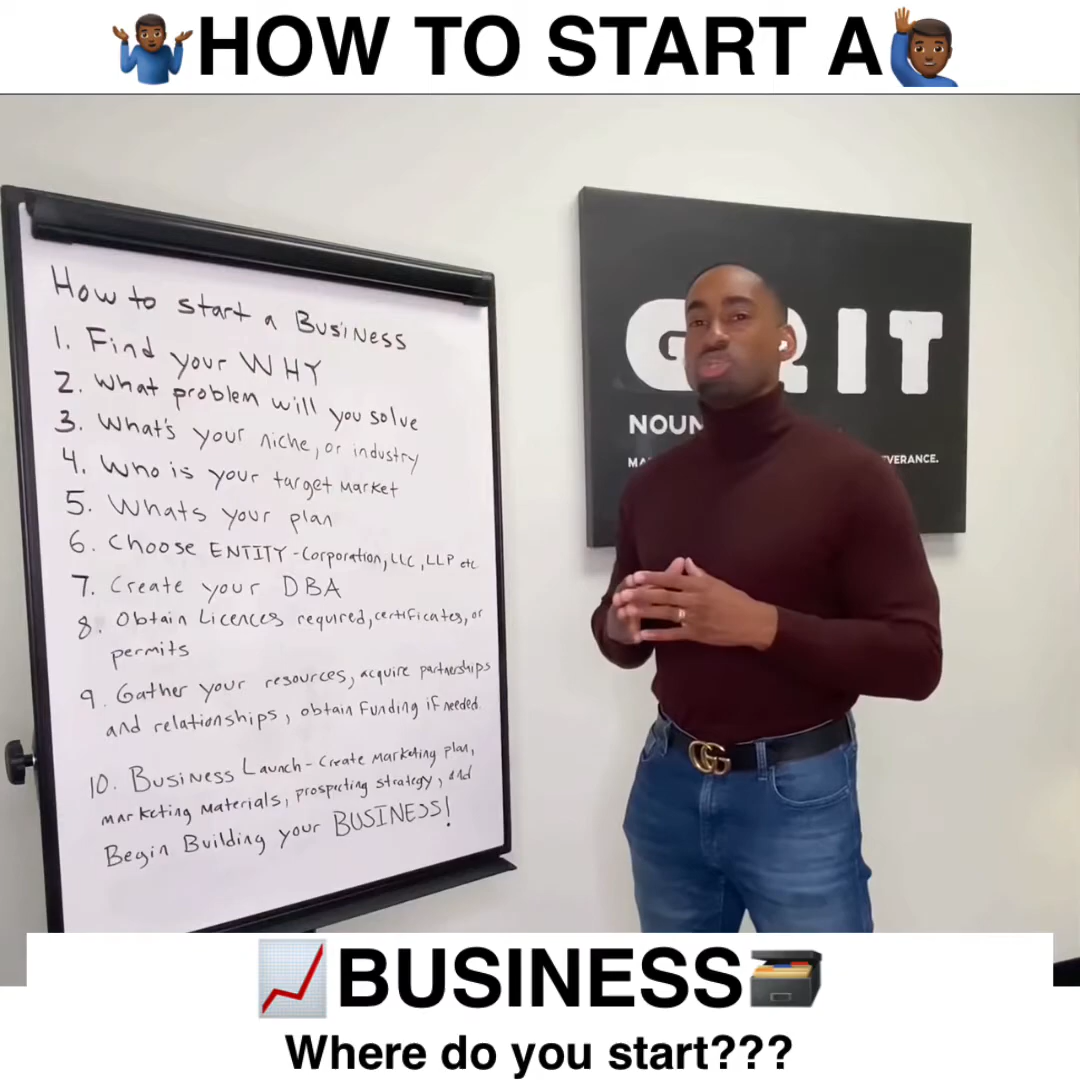 HOW TO START A
How to start a Business
1. Find your WHY
2. What problem will you solve
3. What's your niche, or industry
4. Who is your target market
5. Whats your plan
6. Choose ENTITY - Corporation, LLC, LLP etc
7. Create your DBA
8. Obtain Licences required, certificates, or
permits
9. Gather your resources, acquire partnerships
and relationships, obtain funding if needed.
10. Business Launch - Create marketing plan,
marketing materials, prospecting strategy, and
Begin Building your BUSINESS!
GRIT
NOUN
EVERANCE.
BUSINESS
Where do you start???